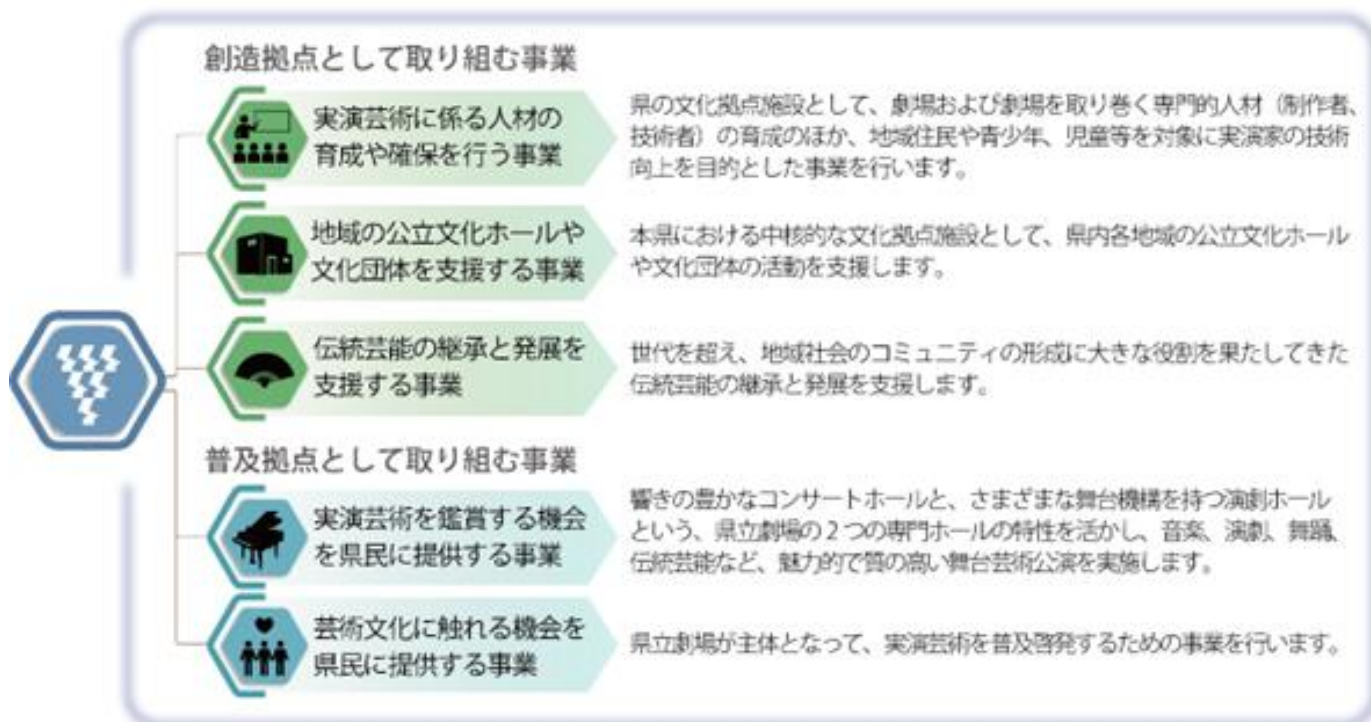 創造拠点として取り組む事業
実演芸術に係る人材の
育成や確保を行う事業
県の文化拠点施設として、劇場および劇場を取り巻く専門的人材（制作者、
技術者）の育成のほか、地域住民や青少年、児童等を対象に実演家の技術
向上を目的とした事業を行います。
地域の公立文化ホールや
文化団体を支援する事業
本県における中核的な文化拠点施設として、県内各地域の公立文化ホール
や文化団体の活動を支援します。
伝統芸能の継承と発展を
支援する事業
世代を超え、地域社会のコミュニティの形成に大きな役割を果たしてきた
伝統芸能の継承と発展を支援します。
普及拠点として取り組む事業
実演芸術を鑑賞する機会
を県民に提供する事業
響きの豊かなコンサートホールと、さまざまな舞台機構を持つ演劇ホール
という、県立劇場の2つの専門ホールの特性を活かし、音楽、演劇、舞踊、
伝統芸能など、魅力的で質の高い舞台芸術公演を実施します。
芸術文化に触れる機会を
県民に提供する事業
県立劇場が主体となって、実演芸術を普及啓発するための事業を行います。